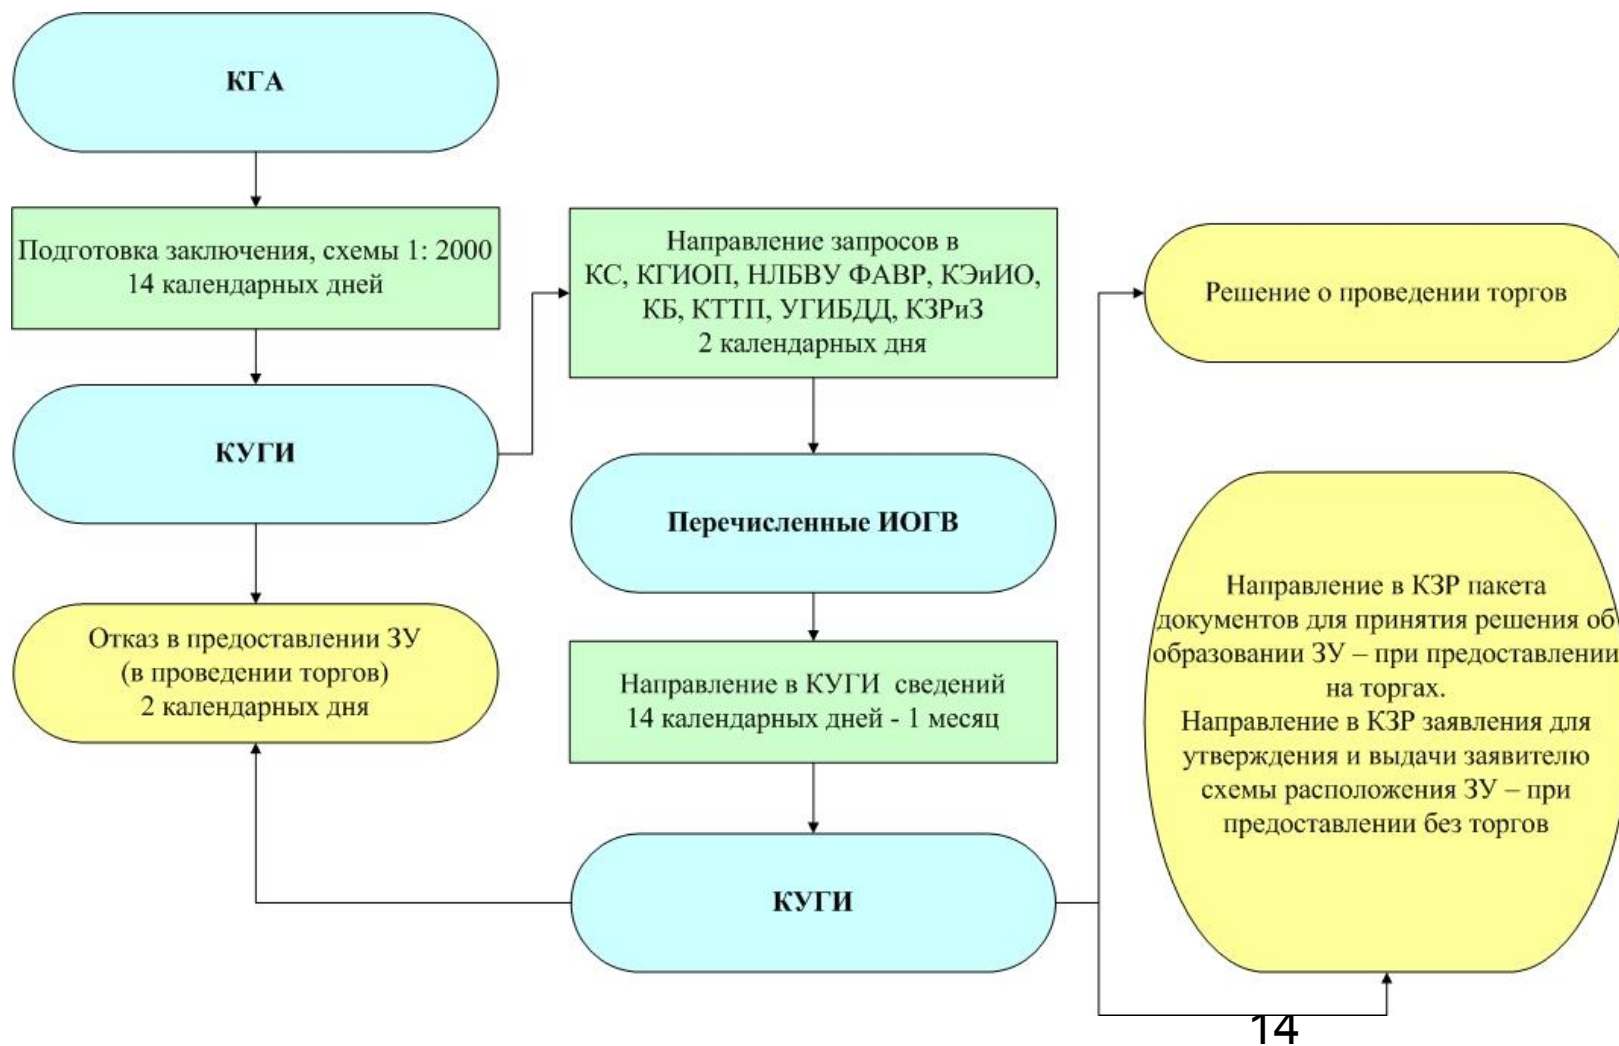 КГА
Подготовка заключения, схемы 1: 2000
14 календарных дней
КУГИ
Отказ в предоставлении ЗУ
(в проведении торгов)
2 календарных дня
Направление запросов в
КС, КГИОП, НЛБВУ ФАВР, КЭиИО,
КБ, КТТП, УГИБДД, КЗРиЗ
2 календарных дня
Перечисленные ИОГВ
Направление в КУГИ сведений
14 календарных дней - 1 месяц
КУГИ
Решение о проведении торгов
Направление в КЗР пакета
документов для принятия решения об
образовании ЗУ – при предоставлении
на торгах.
Направление в КЗР заявления для
утверждения и выдачи заявителю
схемы расположения ЗУ – при
предоставлении без торгов
14